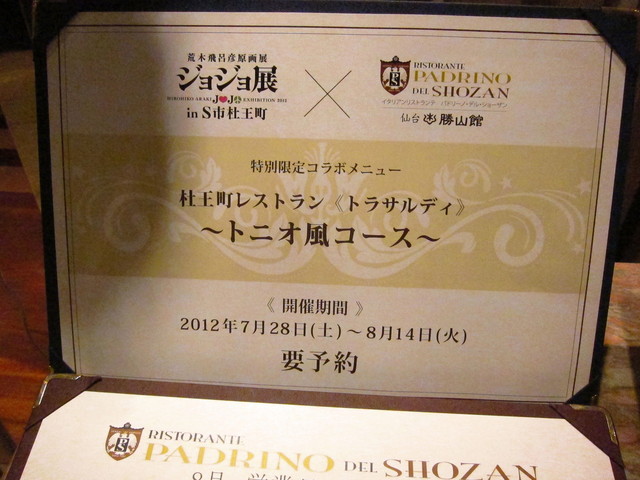 荒木飛呂彦原画展
ジョジョ展
HIROHIKO ARAKI JOJO EXHIBITION 2012
in S市杜王町
RISTORANTE
PADRINO
DEL SHOZAN
イタリアンリストランテ パドリーノ・デル・ショーザン
仙台 勝山館
特別限定コラボメニュー
杜王町レストラン《トラサルディ》
～トニオ風コース～
《 開催期間 》
2012年7月28日(土)～8月14日(火)
要予約
RISTORANTE
PADRINO DEL SHOZAN
8月